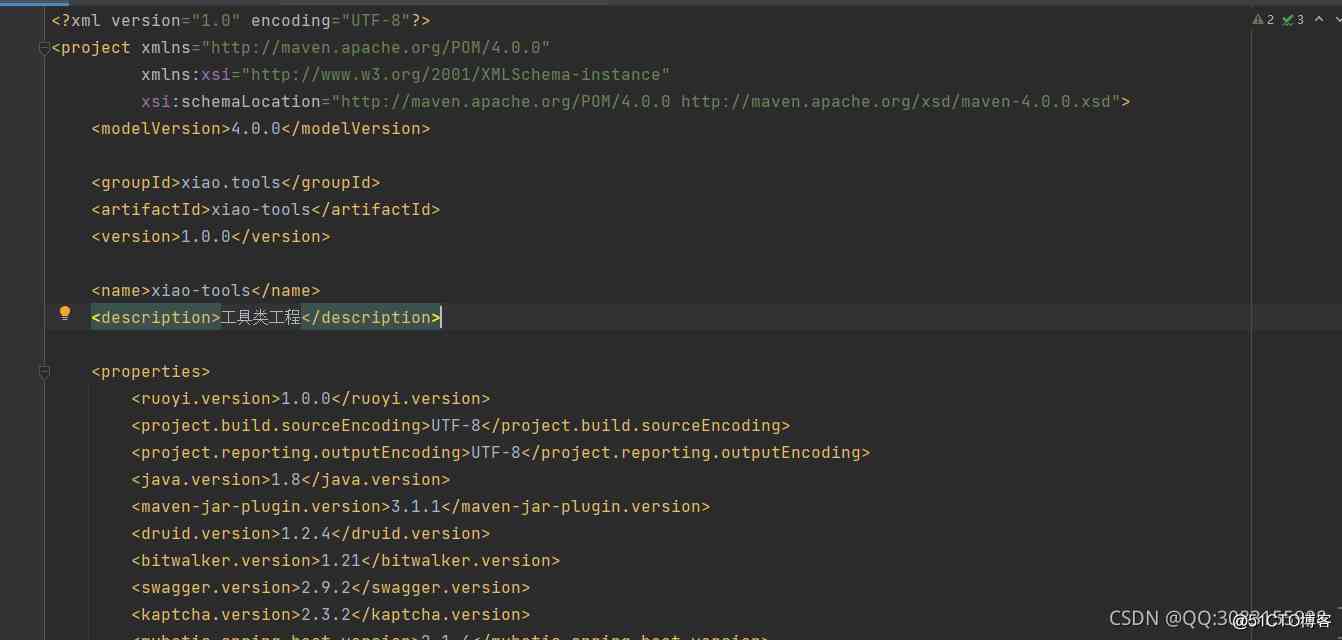 <?xml version="1.0" encoding="UTF-8"?>
2 3
<project xmlns="http://maven.apache.org/POM/4.0.0"
xmlns:xsi="http://www.w3.org/2001/XMLSchema-instance"
xsi:schemaLocation="http://maven.apache.org/POM/4.0.0 http://maven.apache.org/xsd/maven-4.0.0.xsd">
<modelVersion>4.0.0</modelVersion>
<groupId>xiao.tools</groupId>
<artifactId>xiao-tools</artifactId>
<version>1.0.0</version>
<name>xiao-tools</name>
<description>工具类工程</description>
<properties>
<ruoyi.version>1.0.0</ruoyi.version>
<project.build.sourceEncoding>UTF-8</project.build.sourceEncoding>
<project.reporting.outputEncoding>UTF-8</project.reporting.outputEncoding>
<java.version>1.8</java.version>
<maven-jar-plugin.version>3.1.1</maven-jar-plugin.version>
<druid.version>1.2.4</druid.version>
<bitwalker.version>1.21</bitwalker.version>
<swagger.version>2.9.2</swagger.version>
<kaptcha.version>2.3.2</kaptcha.version>
CSDN
@51CTO博客